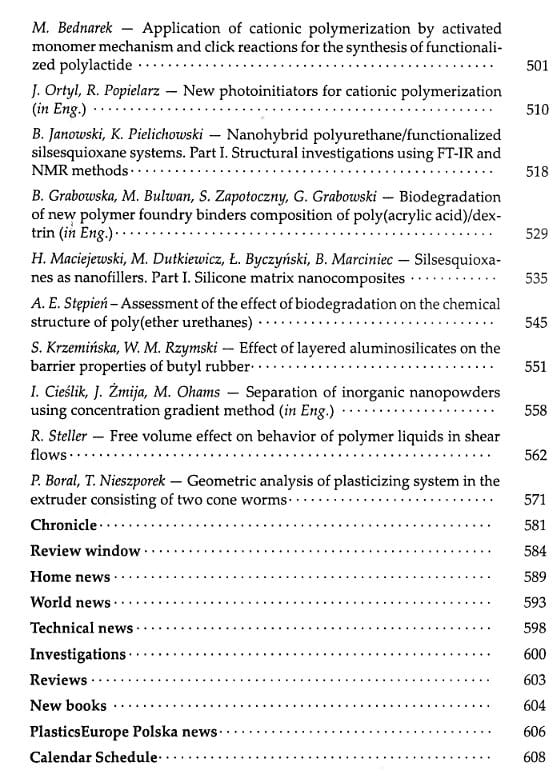 M. Bednarek — Application of cationic polymerization by activated
monomer mechanism and click reactions for the synthesis of functionali-
zed polylactide · · · · · · · · · · · · · · · · · · · · · · · · · · · · · · · · · · · · · · · · · 501
J. Ortyl, R. Popielarz — New photoinitiators for cationic polymerization
(in Eng.) · · · · · · · · · · · · · · · · · · · · · · · · · · · · · · · · · · · · · · · · · · · · · 510
B. Janowski, K. Pielichowski — Nanohybrid polyurethane/functionalized
silsesquioxane systems. Part I. Structural investigations using FT-IR and
NMR methods · · · · · · · · · · · · · · · · · · · · · · · · · · · · · · · · · · · · · · · · · 518
B. Grabowska, M. Bulwan, S. Zapotoczny, G. Grabowski — Biodegradation
of new polymer foundry binders composition of poly(acrylic acid)/dex-
trin (in Eng.) · · · · · · · · · · · · · · · · · · · · · · · · · · · · · · · · · · · · · · · · · · · 529
H. Maciejewski, M. Dutkiewicz, Ł. Byczyński, B. Marciniec — Silsesquioxa-
nes as nanofillers. Part I. Silicone matrix nanocomposites · · · · · · · · · · · 535
A. E. Stępień – Assessment of the effect of biodegradation on the chemical
structure of poly(ether urethanes) · · · · · · · · · · · · · · · · · · · · · · · · · · · 545
S. Krzemińska, W. M. Rzymski — Effect of layered aluminosilicates on the
barrier properties of butyl rubber · · · · · · · · · · · · · · · · · · · · · · · · · · · · 551
I. Cieślik, J. Żmija, M. Ohams — Separation of inorganic nanopowders
using concentration gradient method (in Eng.) · · · · · · · · · · · · · · · · · · 558
R. Steller — Free volume effect on behavior of polymer liquids in shear
flows · · · · · · · · · · · · · · · · · · · · · · · · · · · · · · · · · · · · · · · · · · · · · · · · 562
P. Boral, T. Nieszporek — Geometric analysis of plasticizing system in the
extruder consisting of two cone worms · · · · · · · · · · · · · · · · · · · · · · · · 571
Chronicle · · · · · · · · · · · · · · · · · · · · · · · · · · · · · · · · · · · · · · · · · · · · · 581
Review window · · · · · · · · · · · · · · · · · · · · · · · · · · · · · · · · · · · · · · · · 584
Home news · · · · · · · · · · · · · · · · · · · · · · · · · · · · · · · · · · · · · · · · · · · 589
World news · · · · · · · · · · · · · · · · · · · · · · · · · · · · · · · · · · · · · · · · · · · 593
Technical news · · · · · · · · · · · · · · · · · · · · · · · · · · · · · · · · · · · · · · · · · 598
Investigations · · · · · · · · · · · · · · · · · · · · · · · · · · · · · · · · · · · · · · · · · 600
Reviews · · · · · · · · · · · · · · · · · · · · · · · · · · · · · · · · · · · · · · · · · · · · · · 603
New books · · · · · · · · · · · · · · · · · · · · · · · · · · · · · · · · · · · · · · · · · · · 604
PlasticsEurope Polska news · · · · · · · · · · · · · · · · · · · · · · · · · · · · · · · 606
Calendar Schedule · · · · · · · · · · · · · · · · · · · · · · · · · · · · · · · · · · · · · · 608